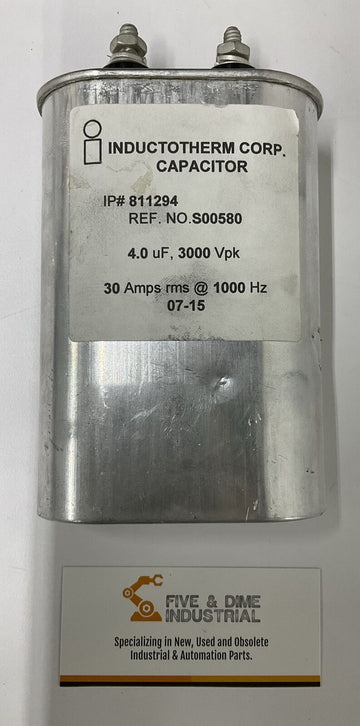 INDUCTOTHERM CORP.
CAPACITOR
IP# 811294
REF. NO.S00580
4.0 uF, 3000 Vpk
30 Amps rms @ 1000 Hz
07-15
FIVE & DIME
INDUSTRIAL
Specializing in New, Used and Obsolete
Industrial & Automation Parts.